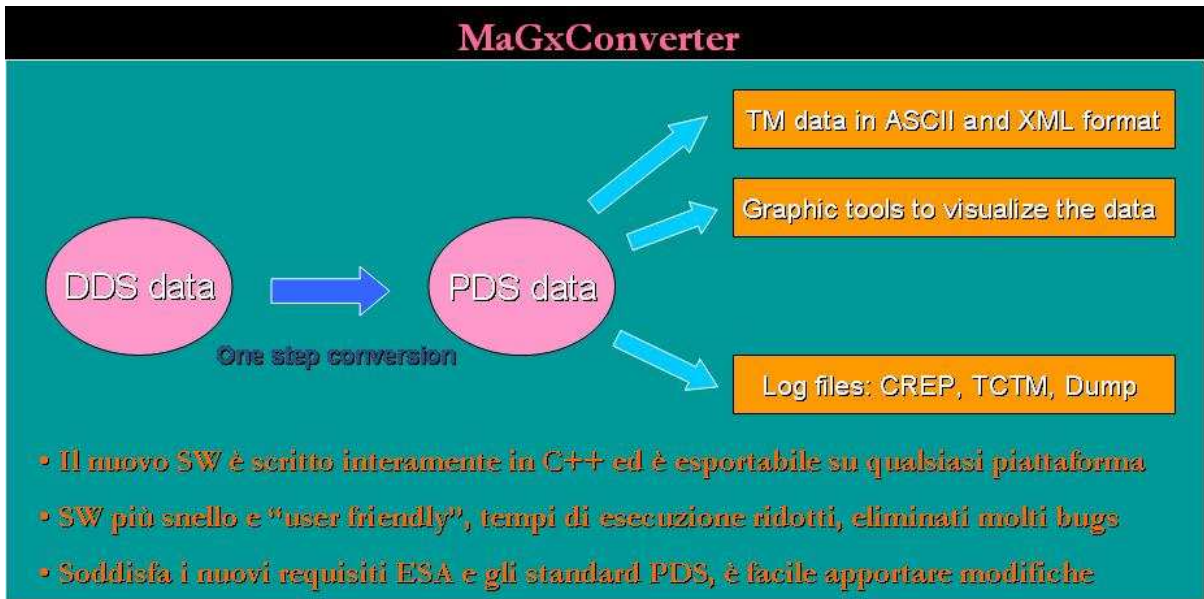 MaGxConverter
TM data in ASCII and XML format
Graphic tools to visualize the data
DDS data
PDS data
One step conversion
Log files: CREP, TCTM, Dump
• Il nuovo SW è scritto interamente in C++ ed è esportabile su qualsiasi piattaforma
• SW più snello e “user friendly”, tempi di esecuzione ridotti, eliminati molti bugs
• Soddisfa i nuovi requisiti ESA e gli standard PDS, è facile apportare modifiche